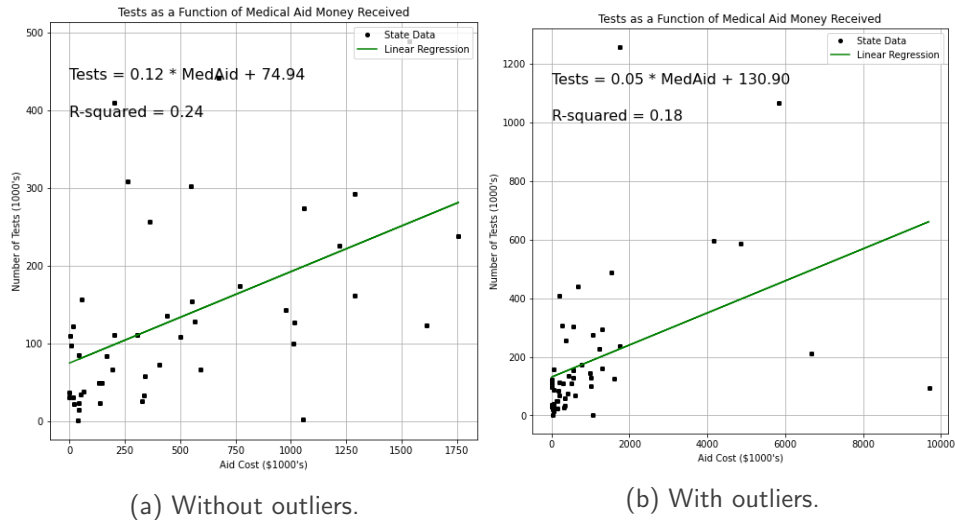 Tests as a Function of Medical Aid Money Received
500
400
300
200
100
0
Number of Tests (1000's)
State Data
Linear Regression
Tests = 0.12 * MedAid + 74.94
R-squared = 0.24
0 250 500 750 1000 1250 1500 1750
Aid Cost ($1000's)
(a) Without outliers.
Tests as a Function of Medical Aid Money Received
1200
1000
800
600
400
200
0
Number of Tests (1000's)
State Data
Linear Regression
Tests = 0.05 * MedAid + 130.90
R-squared = 0.18
0 2000 4000 6000 8000 10000
Aid Cost ($1000's)
(b) With outliers.